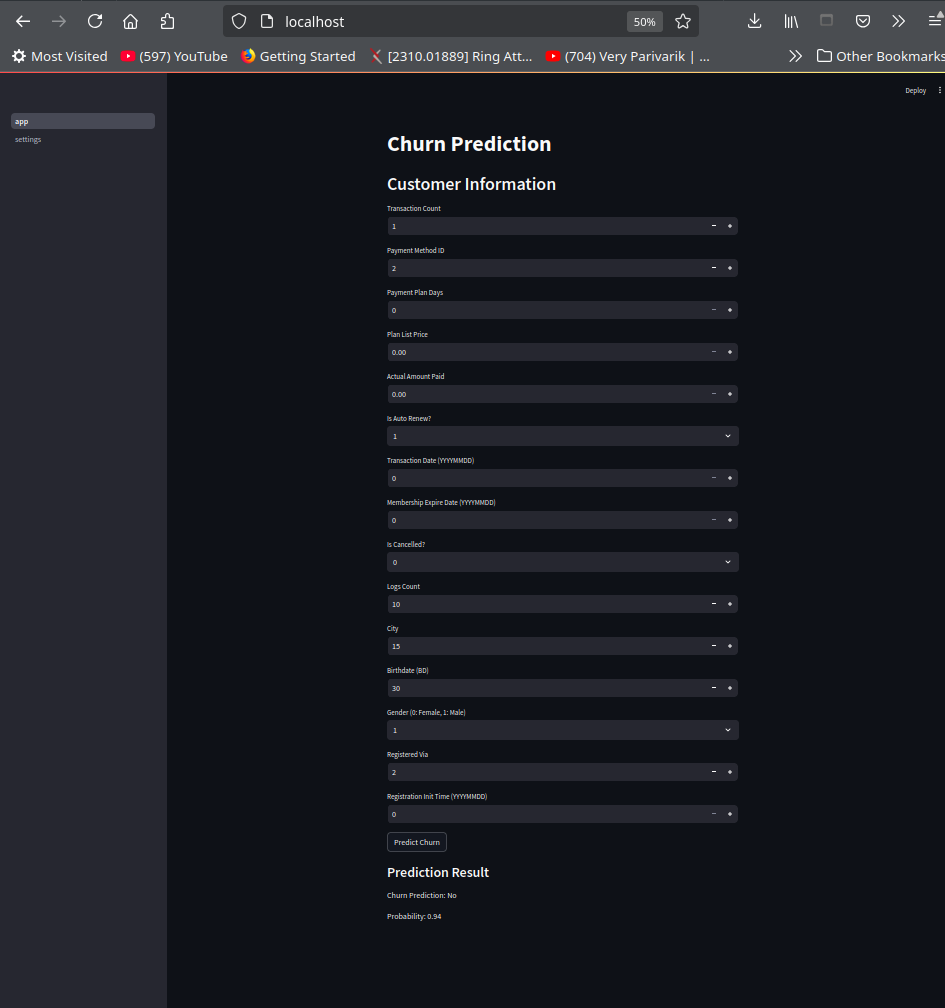 localhost
50%
Most Visited
(597) YouTube
Getting Started
[2310.01889] Ring Att...
(704) Very Parivarik | ...
Other Bookmarks
Deploy
app
settings
Churn Prediction
Customer Information
Transaction Count
1
Payment Method ID
2
Payment Plan Days
0
Plan List Price
0.00
Actual Amount Paid
0.00
Is Auto Renew?
1
Transaction Date (YYYYMMDD)
0
Membership Expire Date (YYYYMMDD)
0
Is Cancelled?
0
Logs Count
10
City
15
Birthdate (BD)
30
Gender (0: Female, 1: Male)
1
Registered Via
2
Registration Init Time (YYYYMMDD)
0
Predict Churn
Prediction Result
Churn Prediction: No
Probability: 0.94